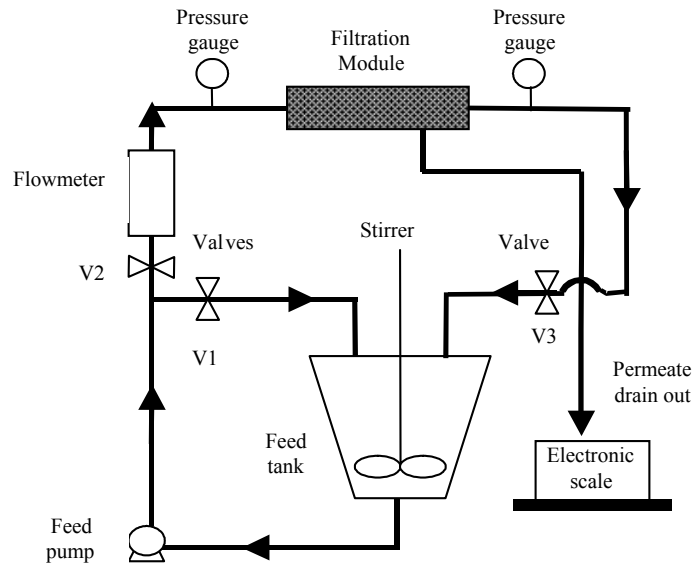 Pressure
gauge
Filtration
Module
Pressure
gauge
Flowmeter
V2
Valves
V1
Stirrer
Valve
V3
Permeate
drain out
Feed
tank
Electronic
scale
Feed
pump